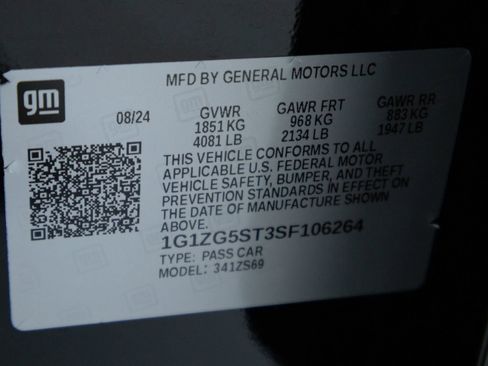 gm
MFD BY GENERAL MOTORS LLC
08/24 GVWR GAWR FRT GAWR RR
1851 KG 968 KG 883 KG
4081 LB 2134 LB 1947 LB
THIS VEHICLE CONFORMS TO ALL
APPLICABLE U.S. FEDERAL MOTOR
VEHICLE SAFETY, BUMPER, AND THEFT
PREVENTION STANDARDS IN EFFECT ON
THE DATE OF MANUFACTURE SHOWN
ABOVE.
1G1ZG5ST3SF106264
TYPE: PASS CAR
MODEL: 341ZS69